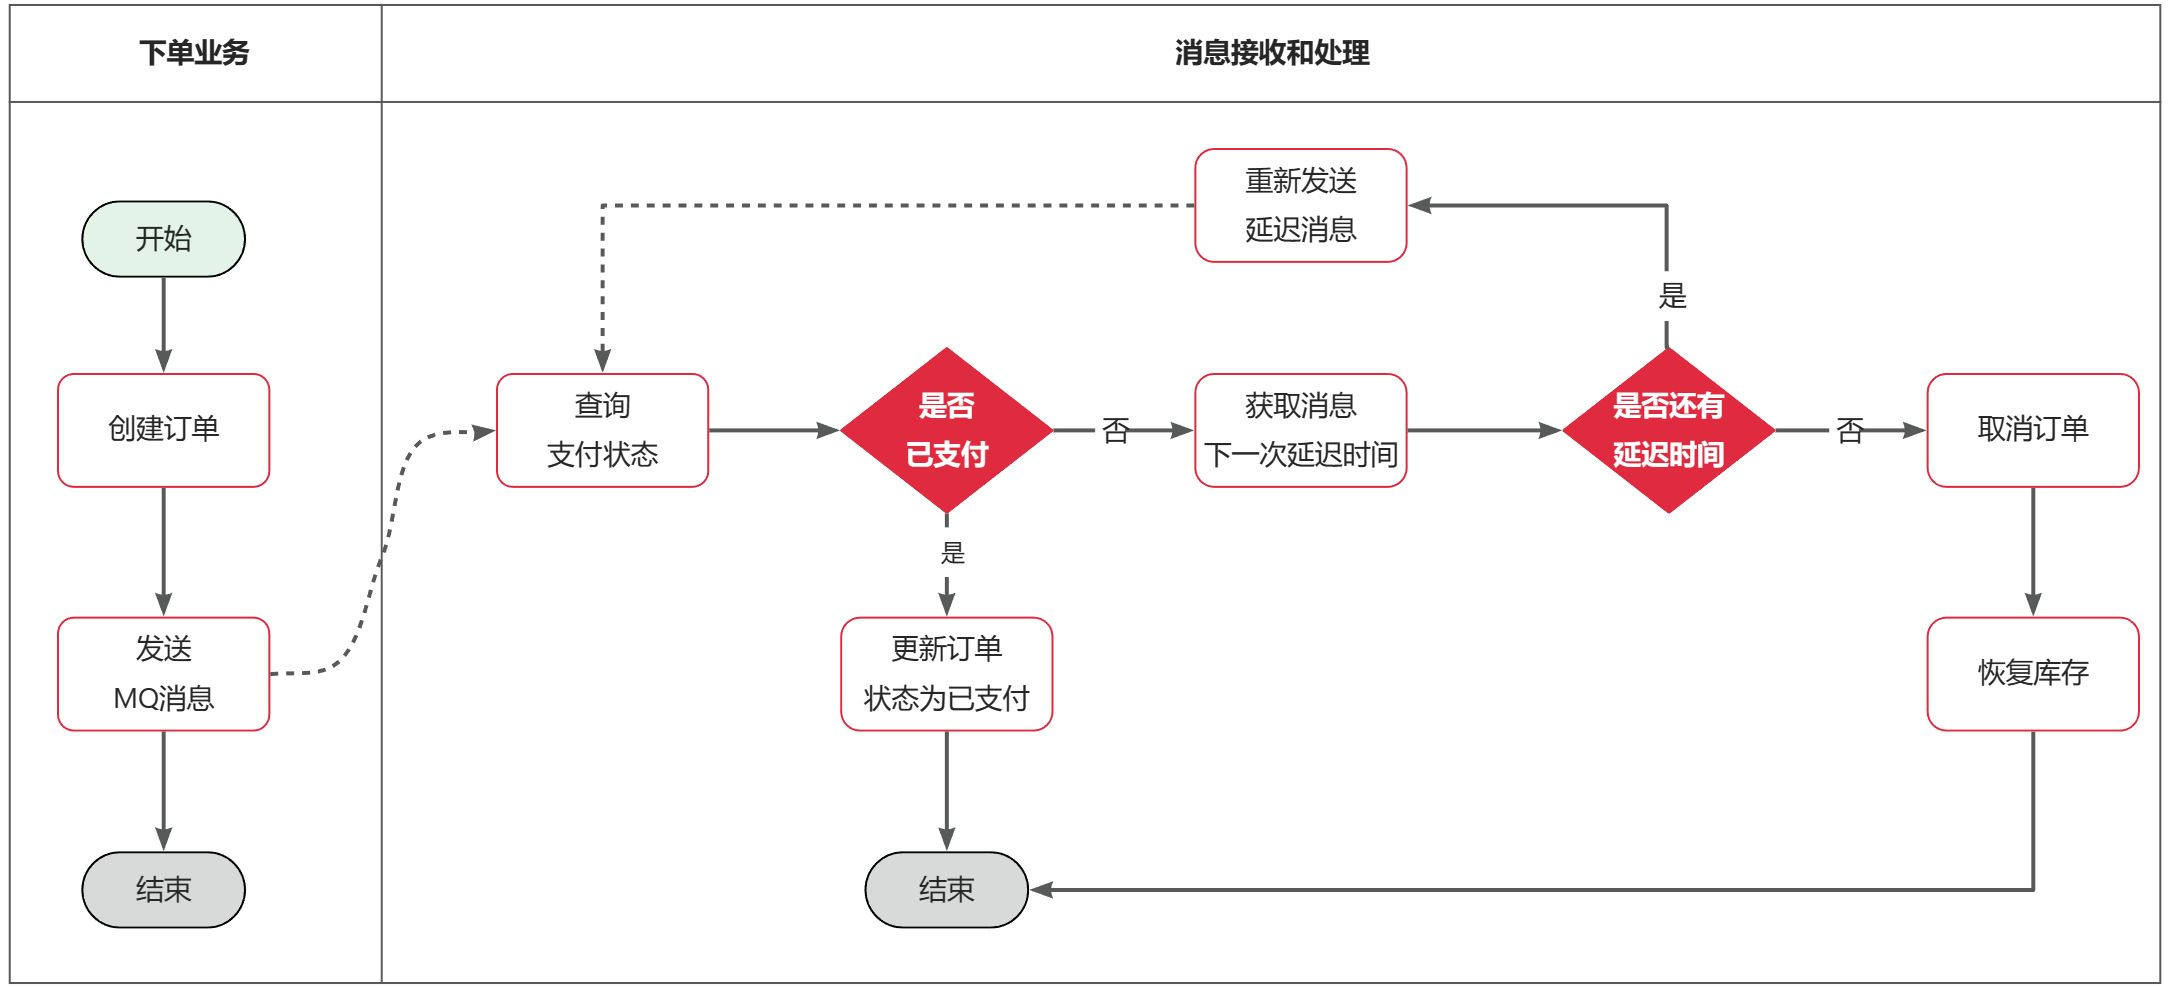 下单业务
消息接收和处理
开始
创建订单
发送
MQ消息
结束
重新发送
延迟消息
是
查询
支付状态
是否
已支付
否
获取消息
下一次延迟时间
是否还有
延迟时间
否
取消订单
是
更新订单
状态为已支付
恢复库存
结束